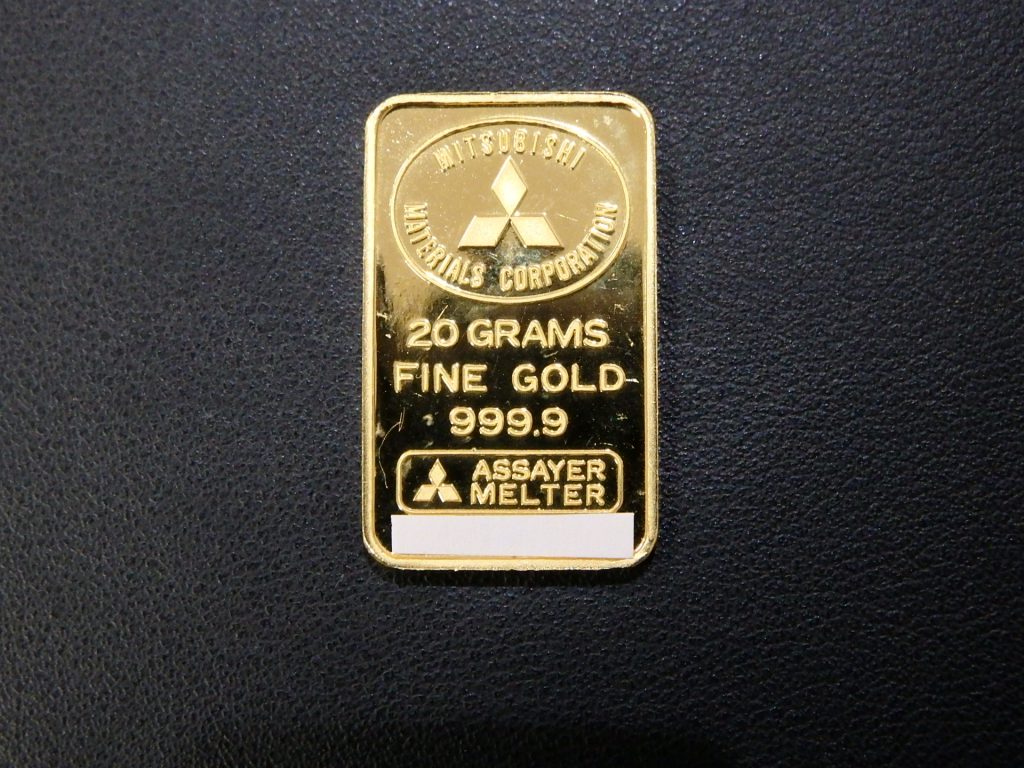 MITSUBISHI
MATERIALS CORPORATION
20 GRAMS
FINE GOLD
999.9
ASSAYER
MELTER